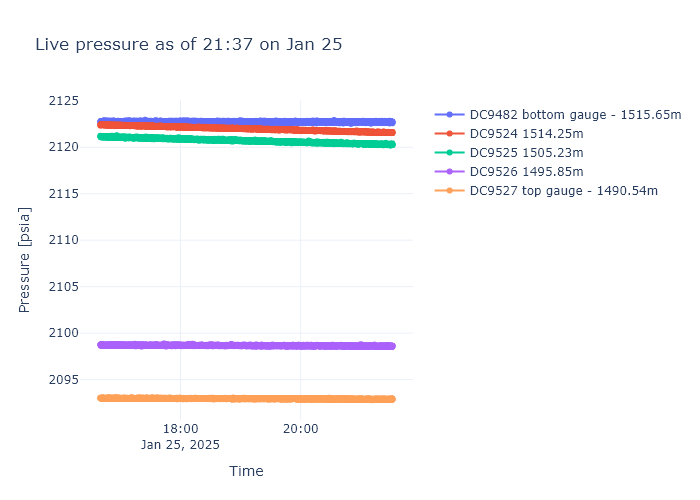 Live pressure as of 21:37 on Jan 25
2125
2120
2115
2110
2105
2100
2095
Pressure [psia]
18:00
Jan 25, 2025
20:00
Time
DC9482 bottom gauge - 1515.65m
DC9524 1514.25m
DC9525 1505.23m
DC9526 1495.85m
DC9527 top gauge - 1490.54m